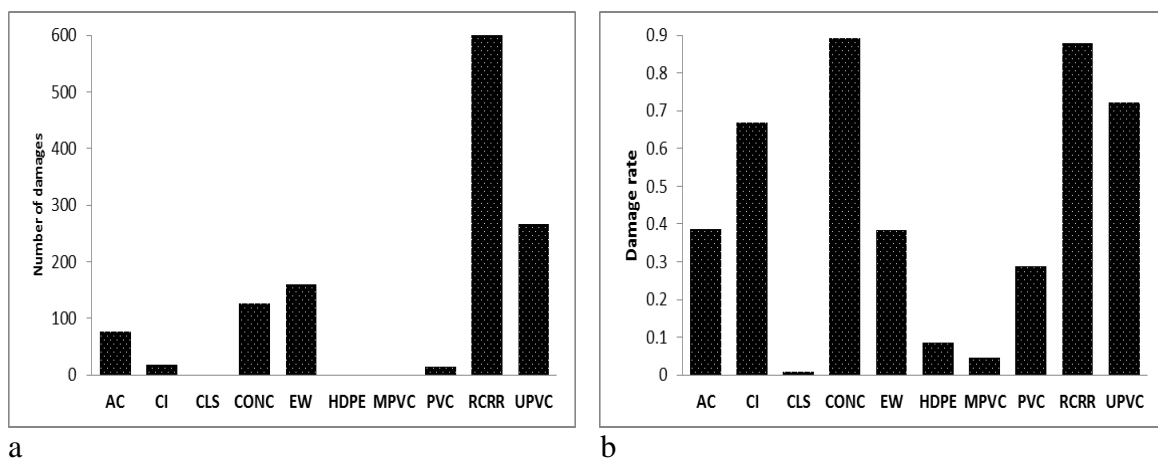 600
500
400
300
200
100
0
Number of damages
AC CI CLS CONC EW HDPE MPVC PVC RCRR UPVC
a
0.9
0.8
0.7
0.6
0.5
0.4
0.3
0.2
0.1
0
Damage rate
AC CI CLS CONC EW HDPE MPVC PVC RCRR UPVC
b